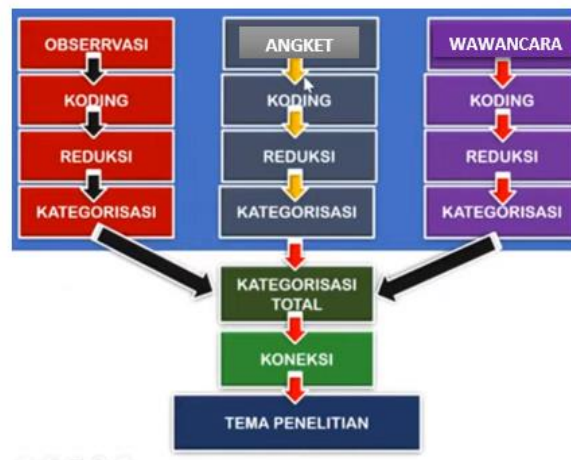 OBSERRVASI
ANGKET
WAWANCARA
KODING
KODING
KODING
REDUKSI
REDUKSI
REDUKSI
KATEGORISASI
KATEGORISASI
KATEGORISASI
KATEGORISASI
TOTAL
KONEKSI
TEMA PENELITIAN